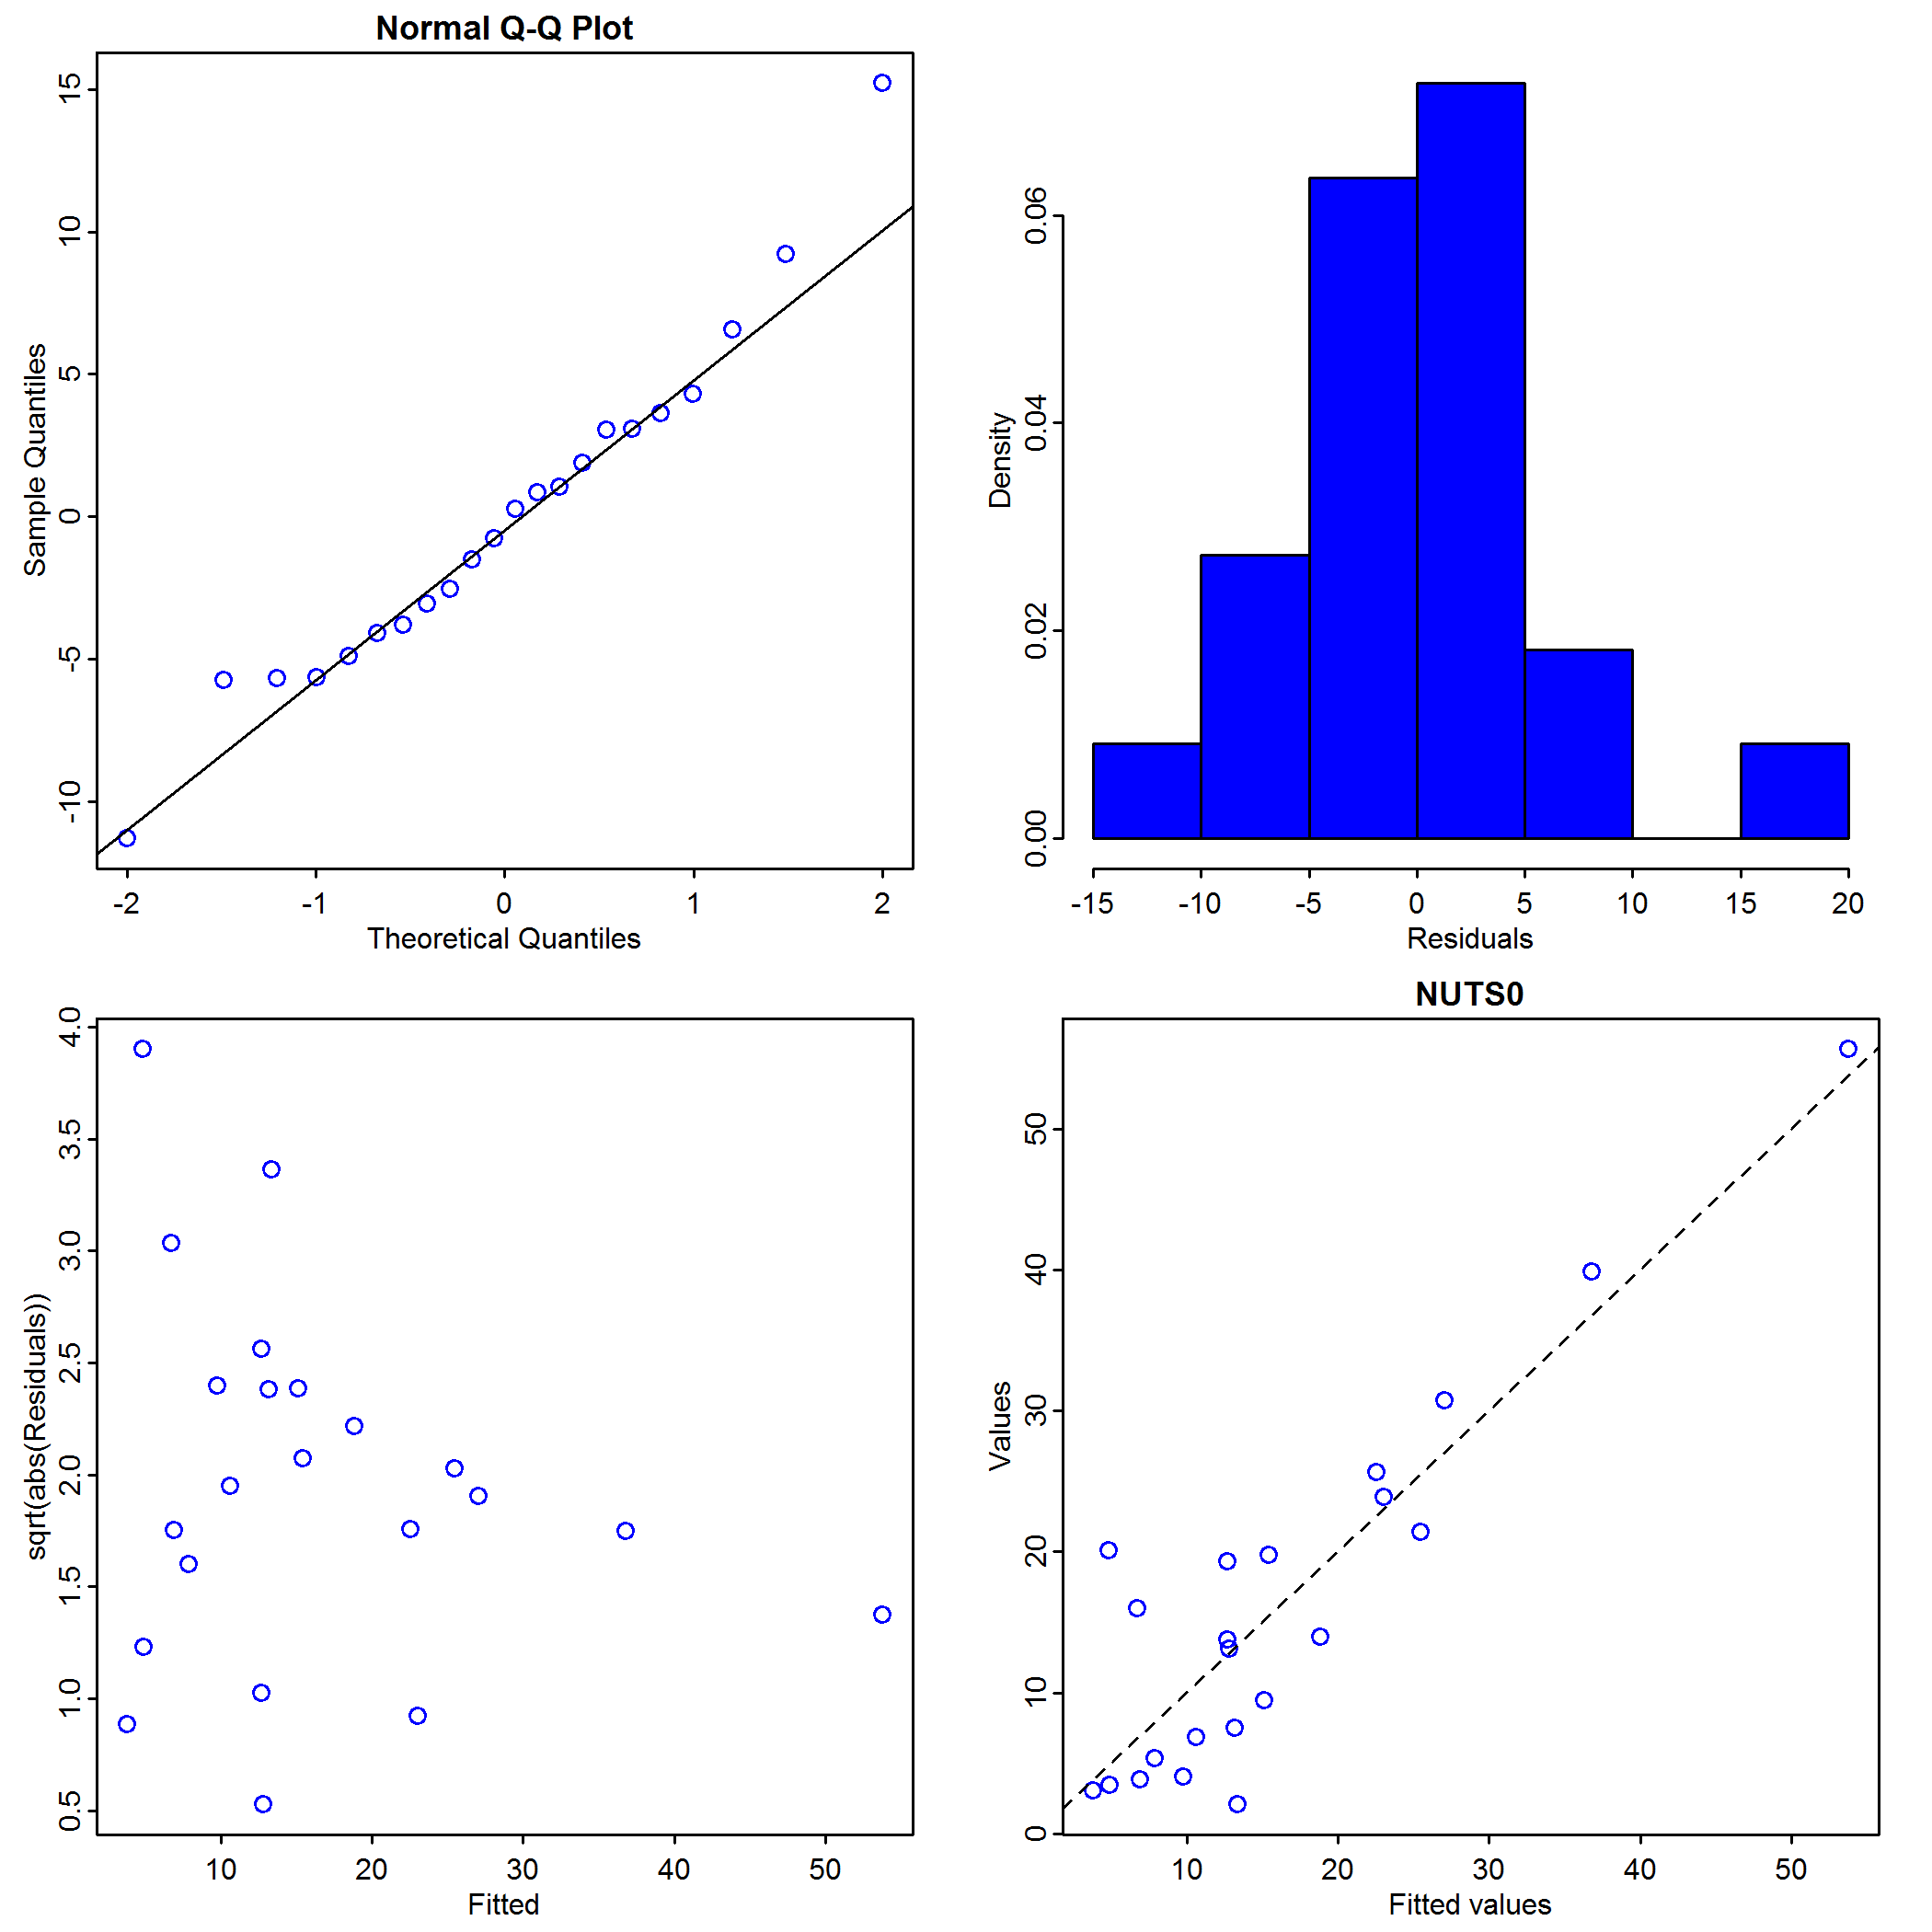 Normal Q-Q Plot
15
10
5
0
-5
-10
Sample Quantiles
-2 -1 0 1 2
Theoretical Quantiles
0.06
0.04
0.02
0.00
Density
-15 -10 -5 0 5 10 15 20
Residuals
4.0
3.5
3.0
2.5
2.0
1.5
1.0
0.5
sqrt(abs(Residuals))
10 20 30 40 50
Fitted
NUTS0
50
40
30
20
10
0
Values
10 20 30 40 50
Fitted values